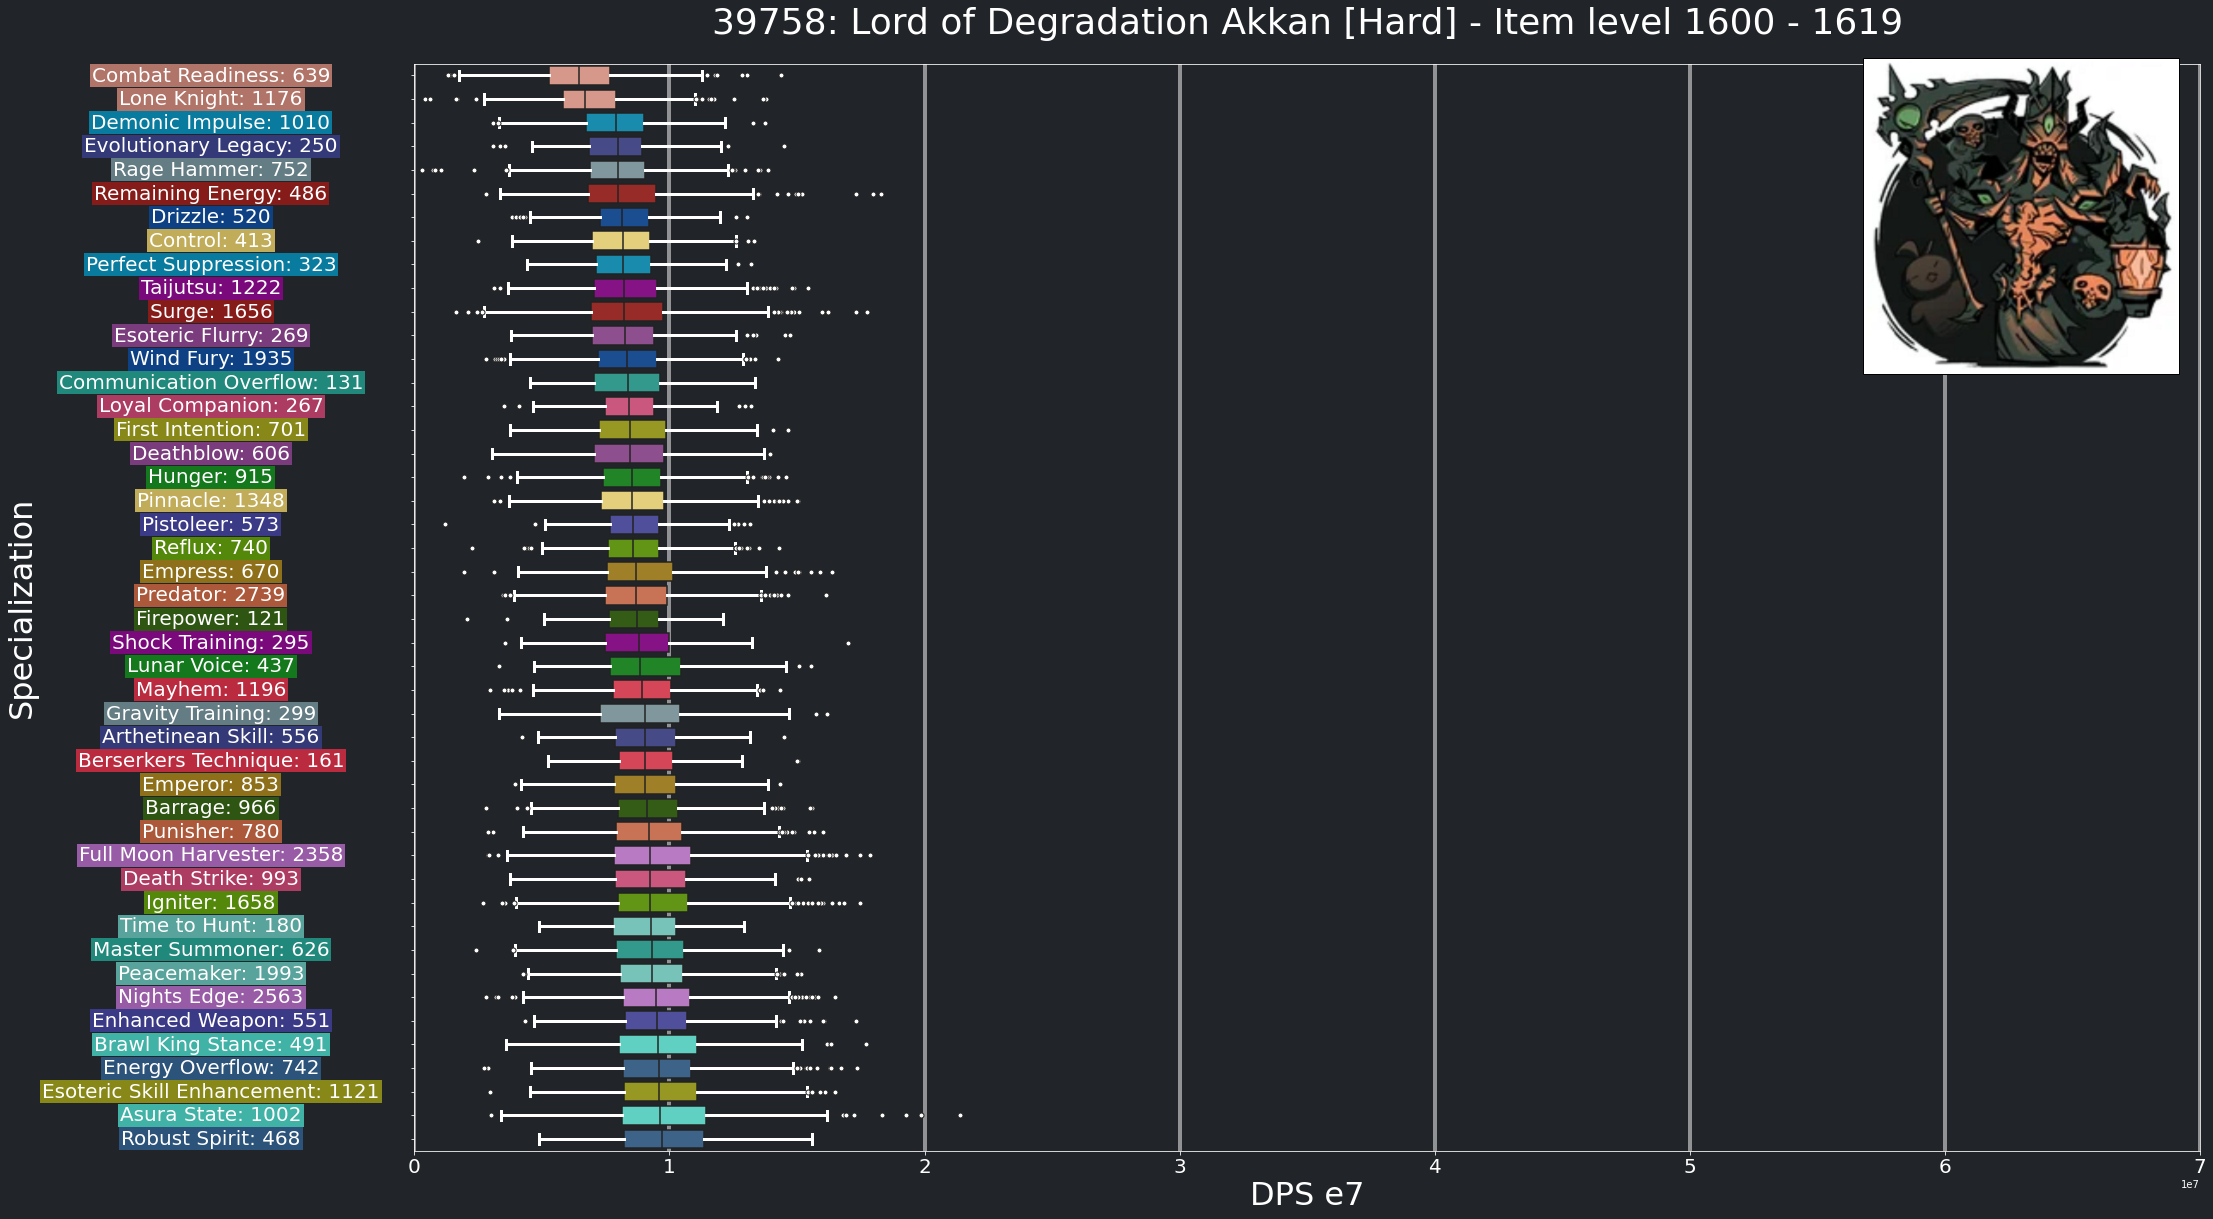 39758: Lord of Degradation Akkan [Hard] - Item level 1600 - 1619
Combat Readiness: 639
Lone Knight: 1176
Demonic Impulse: 1010
Evolutionary Legacy: 250
Rage Hammer: 752
Remaining Energy: 486
Drizzle: 520
Control: 413
Perfect Suppression: 323
Taijutsu: 1222
Surge: 1656
Esoteric Flurry: 269
Wind Fury: 1935
Communication Overflow: 131
Loyal Companion: 267
First Intention: 701
Deathblow: 606
Hunger: 915
Pinnacle: 1348
Pistoleer: 573
Reflux: 740
Empress: 670
Predator: 2739
Firepower: 121
Shock Training: 295
Lunar Voice: 437
Mayhem: 1196
Gravity Training: 299
Arthetinean Skill: 556
Berserkers Technique: 161
Emperor: 853
Barrage: 966
Punisher: 780
Full Moon Harvester: 2358
Death Strike: 993
Igniter: 1658
Time to Hunt: 180
Master Summoner: 626
Peacemaker: 1993
Nights Edge: 2563
Enhanced Weapon: 551
Brawl King Stance: 491
Energy Overflow: 742
Esoteric Skill Enhancement: 1121
Asura State: 1002
Robust Spirit: 468
Specialization
0 1 2 3 4 5 6 7
1e7
DPS e7